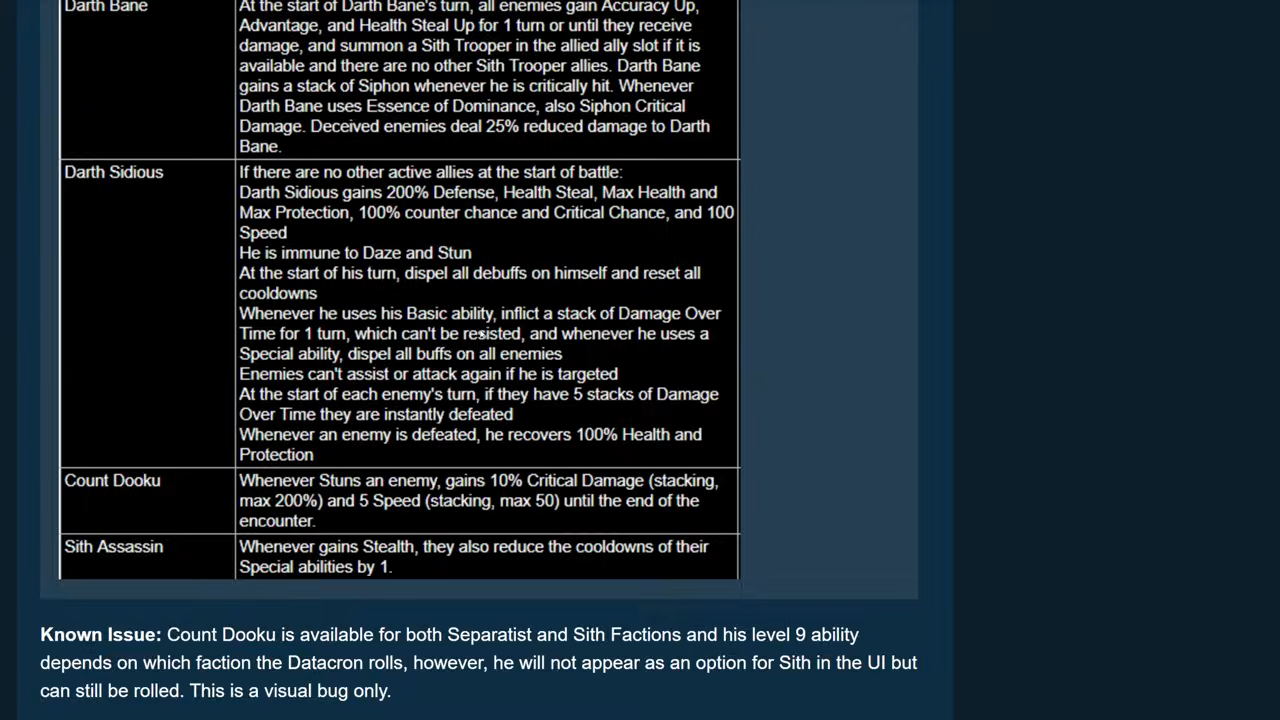 Darth Bane
At the start of Darth Bane's turn, all enemies gain Accuracy Up,
Advantage, and Health Steal Up for 1 turn or until they receive
damage, and summon a Sith Trooper in the allied ally slot if it is
available and there are no other Sith Trooper allies. Darth Bane
gains a stack of Siphon whenever he is critically hit. Whenever
Darth Bane uses Essence of Dominance, also Siphon Critical
Damage. Deceived enemies deal 25% reduced damage to Darth
Bane.
Darth Sidious
If there are no other active allies at the start of battle:
Darth Sidious gains 200% Defense, Health Steal, Max Health and
Max Protection, 100% counter chance and Critical Chance, and 100
Speed
He is immune to Daze and Stun
At the start of his turn, dispel all debuffs on himself and reset all
cooldowns
Whenever he uses his Basic ability, inflict a stack of Damage Over
Time for 1 turn, which can't be resisted, and whenever he uses a
Special ability, dispel all buffs on all enemies
Enemies can't assist or attack again if he is targeted
At the start of each enemy's turn, if they have 5 stacks of Damage
Over Time they are instantly defeated
Whenever an enemy is defeated, he recovers 100% Health and
Protection
Count Dooku
Whenever Stuns an enemy, gains 10% Critical Damage (stacking,
max 200%) and 5 Speed (stacking, max 50) until the end of the
encounter.
Sith Assassin
Whenever gains Stealth, they also reduce the cooldowns of their
Special abilities by 1.
Known Issue: Count Dooku is available for both Separatist and Sith Factions and his level 9 ability
depends on which faction the Datacron rolls, however, he will not appear as an option for Sith in the UI but
can still be rolled. This is a visual bug only.